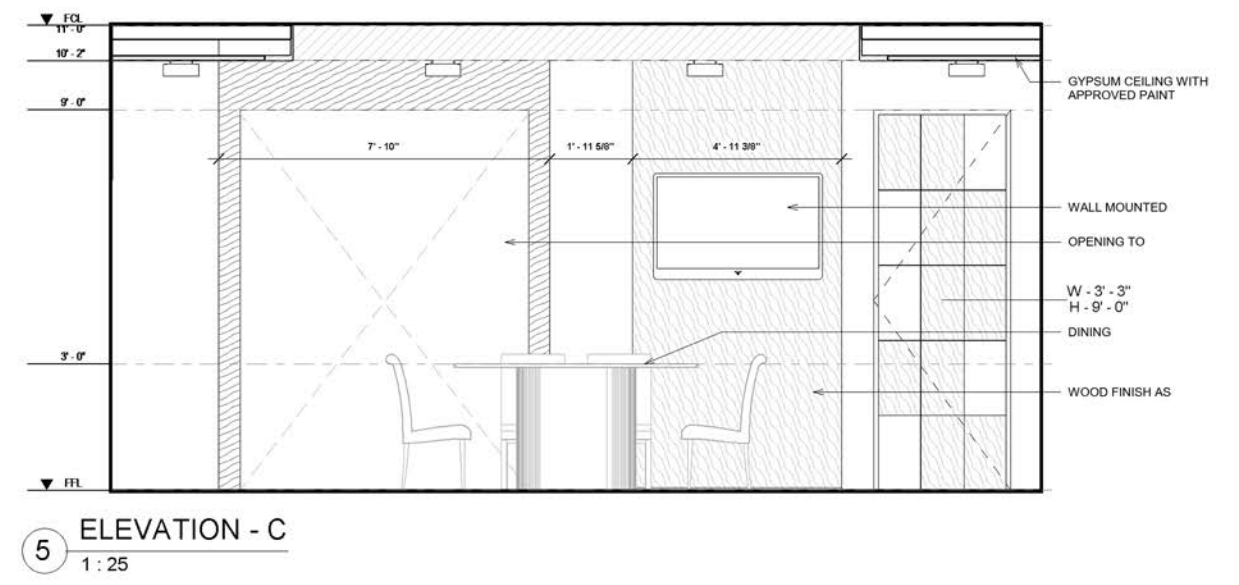 FCL
11' - 0"
10' - 2"
GYPSUM CEILING WITH
APPROVED PAINT
9' - 0"
7' - 10"
1' - 11 5/8"
4' - 11 3/8"
WALL MOUNTED
OPENING TO
W - 3' - 3"
H - 9' - 0"
DINING
3' - 0"
WOOD FINISH AS
FFL
5
ELEVATION - C
1 : 25